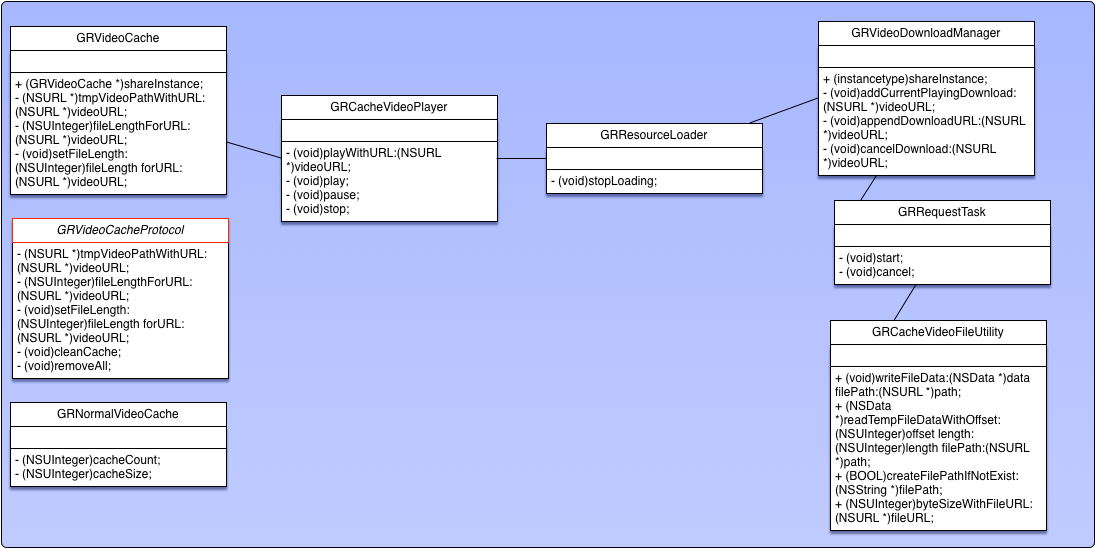 GRVideoCache
+ (GRVideoCache *)shareInstance;
- (NSURL *)tmpVideoPathWithURL:
(NSURL *)videoURL;
- (NSUInteger)fileLengthForURL:
(NSURL *)videoURL;
- (void)setFileLength:
(NSUInteger)fileLength forURL:
(NSURL *)videoURL;
GRVideoCacheProtocol
- (NSURL *)tmpVideoPathWithURL:
(NSURL *)videoURL;
- (NSUInteger)fileLengthForURL:
(NSURL *)videoURL;
- (void)setFileLength:
(NSUInteger)fileLength forURL:
(NSURL *)videoURL;
- (void)cleanCache;
- (void)removeAll;
GRNormalVideoCache
- (NSUInteger)cacheCount;
- (NSUInteger)cacheSize;
GRCacheVideoPlayer
- (void)playWithURL:(NSURL
*)videoURL;
- (void)play;
- (void)pause;
- (void)stop;
GRResourceLoader
- (void)stopLoading;
GRVideoDownloadManager
+ (instancetype)shareInstance;
- (void)addCurrentPlayingDownload:
(NSURL *)videoURL;
- (void)appendDownloadURL:(NSURL
*)videoURL;
- (void)cancelDownload:(NSURL
*)videoURL;
GRRequestTask
- (void)start;
- (void)cancel;
GRCacheVideoFileUtility
+ (void)writeFileData:(NSData *)data
filePath:(NSURL *)path;
+ (NSData
*)readTempFileDataWithOffset:
(NSUInteger)offset length:
(NSUInteger)length filePath:(NSURL
*)path;
+ (BOOL)createFilePathIfNotExist:
(NSString *)filePath;
+ (NSUInteger)byteSizeWithFileURL:
(NSURL *)fileURL;